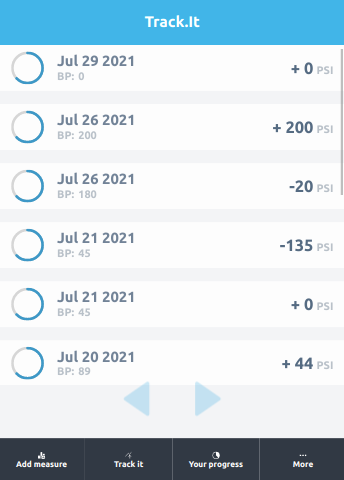 Track.It
Jul 29 2021
BP: 0
+ 0 PSI
Jul 26 2021
BP: 200
+ 200 PSI
Jul 26 2021
BP: 180
-20 PSI
Jul 21 2021
BP: 45
-135 PSI
Jul 21 2021
BP: 45
+ 0 PSI
Jul 20 2021
BP: 89
+ 44 PSI
Add measure
Track it
Your progress
More